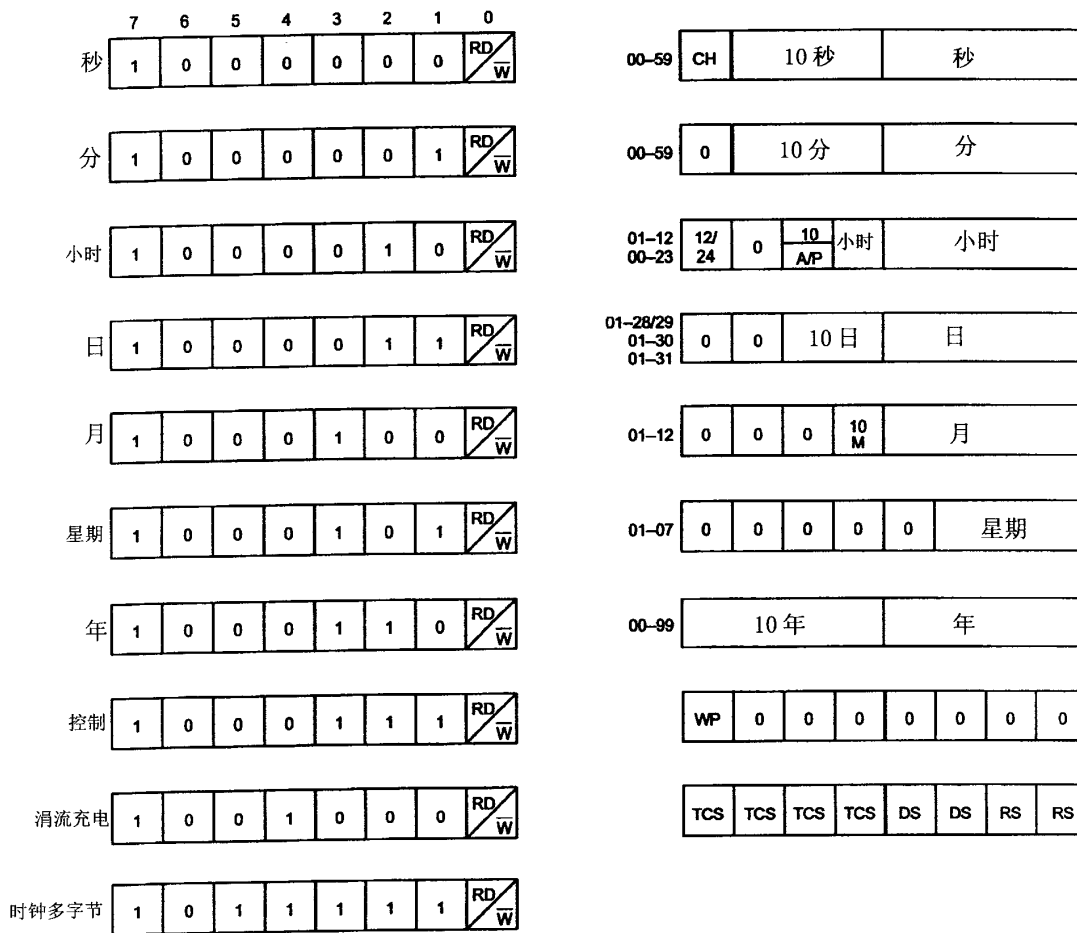 7 6 5 4 3 2 1 0
秒 1 0 0 0 0 0 0 RD/W̅ 00–59 CH 10秒 秒
分 1 0 0 0 0 0 1 RD/W̅ 00–59 0 10分 分
小时 1 0 0 0 0 1 0 RD/W̅ 01–12 00–23 12/24 0 10 A/P 小时 小时
日 1 0 0 0 0 1 1 RD/W̅ 01–28/29 01–30 01–31 0 0 10日 日
月 1 0 0 0 1 0 0 RD/W̅ 01–12 0 0 0 10 M 月
星期 1 0 0 0 1 0 1 RD/W̅ 01–07 0 0 0 0 0 星期
年 1 0 0 0 1 1 0 RD/W̅ 00–99 10年 年
控制 1 0 0 0 1 1 1 RD/W̅ WP 0 0 0 0 0 0 0
涓流充电 1 0 0 1 0 0 0 RD/W̅ TCS TCS TCS TCS DS DS RS RS
时钟多字节 1 0 1 1 1 1 1 RD/W̅